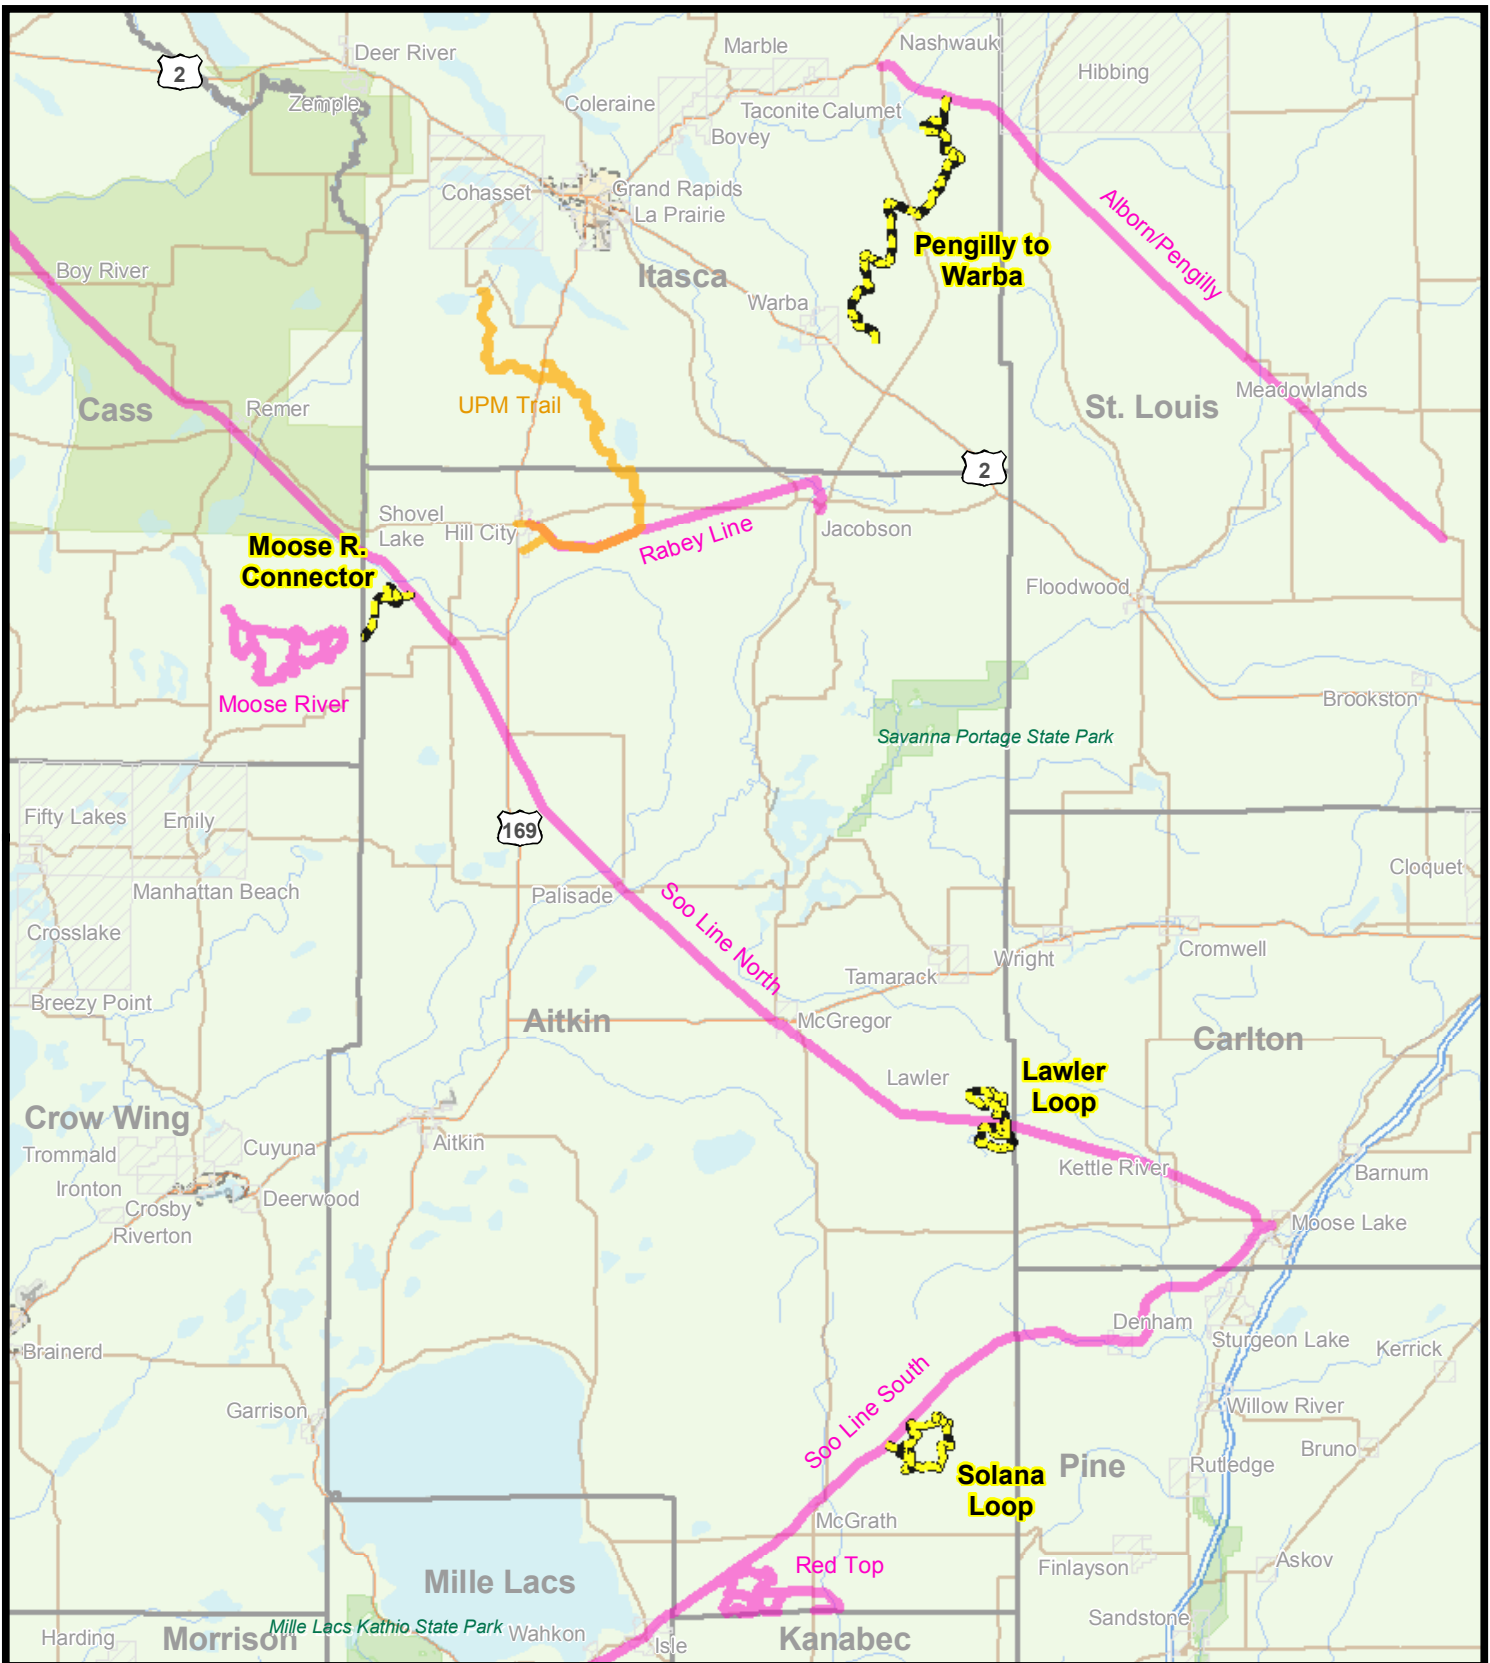 Deer River
Marble
Nashwauk
2
Hibbing
Zemple
Coleraine
Taconite
Calumet
Bovey
Cohasset
Grand Rapids
La Prairie
Alborn/Pengilly
Pengilly to
Warba
Boy River
Itasca
Warba
Meadowlands
Cass
Remer
UPM Trail
St. Louis
2
Shovel
Lake
Hill City
Rabey Line
Jacobson
Moose R.
Connector
Floodwood
Moose River
Brookston
Savanna Portage State Park
Fifty Lakes
Emily
169
Cloquet
Manhattan Beach
Palisade
Soo Line North
Crosslake
Cromwell
Wright
Tamarack
Breezy Point
Aitkin
McGregor
Carlton
Lawler
Lawler
Loop
Crow Wing
Cuyuna
Aitkin
Trommald
Kettle River
Barnum
Ironton
Deerwood
Crosby
Riverton
Moose Lake
Denham
Sturgeon Lake
Kerrick
Brainerd
Soo Line South
Garrison
Willow River
Bruno
Rutledge
Pine
Solana
Loop
McGrath
Red Top
Finlayson
Askov
Mille Lacs
Sandstone
Mille Lacs Kathio State Park
Wahkon
Harding
Morrison
Isle
Kanabec